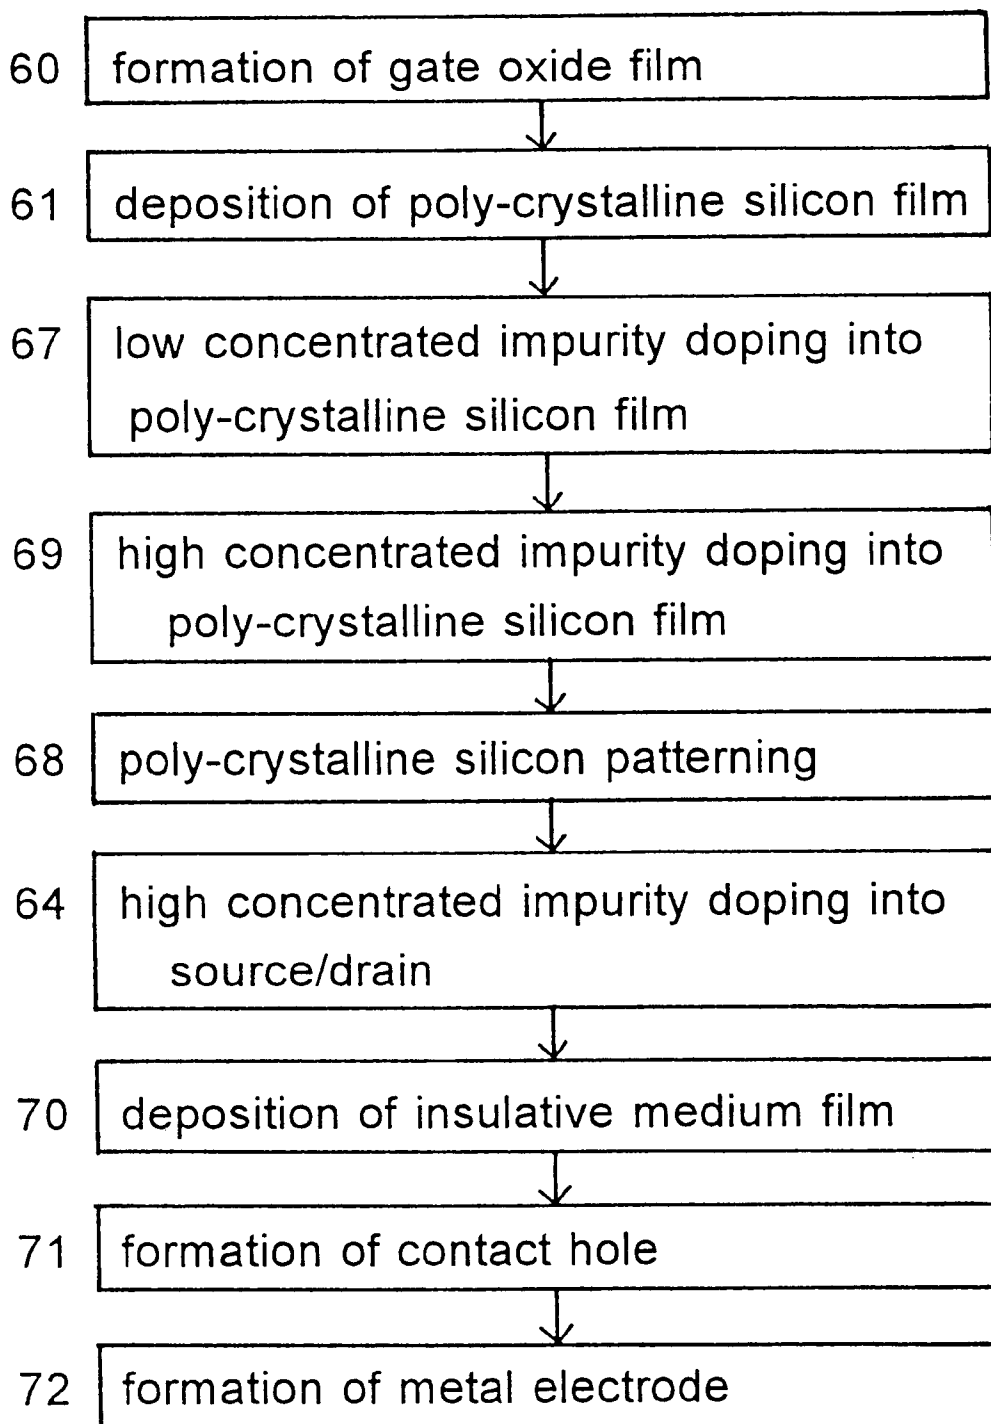 60 formation of gate oxide film
61 deposition of poly-crystalline silicon film
67 low concentrated impurity doping into
poly-crystalline silicon film
69 high concentrated impurity doping into
poly-crystalline silicon film
68 poly-crystalline silicon patterning
64 high concentrated impurity doping into
source/drain
70 deposition of insulative medium film
71 formation of contact hole
72 formation of metal electrode